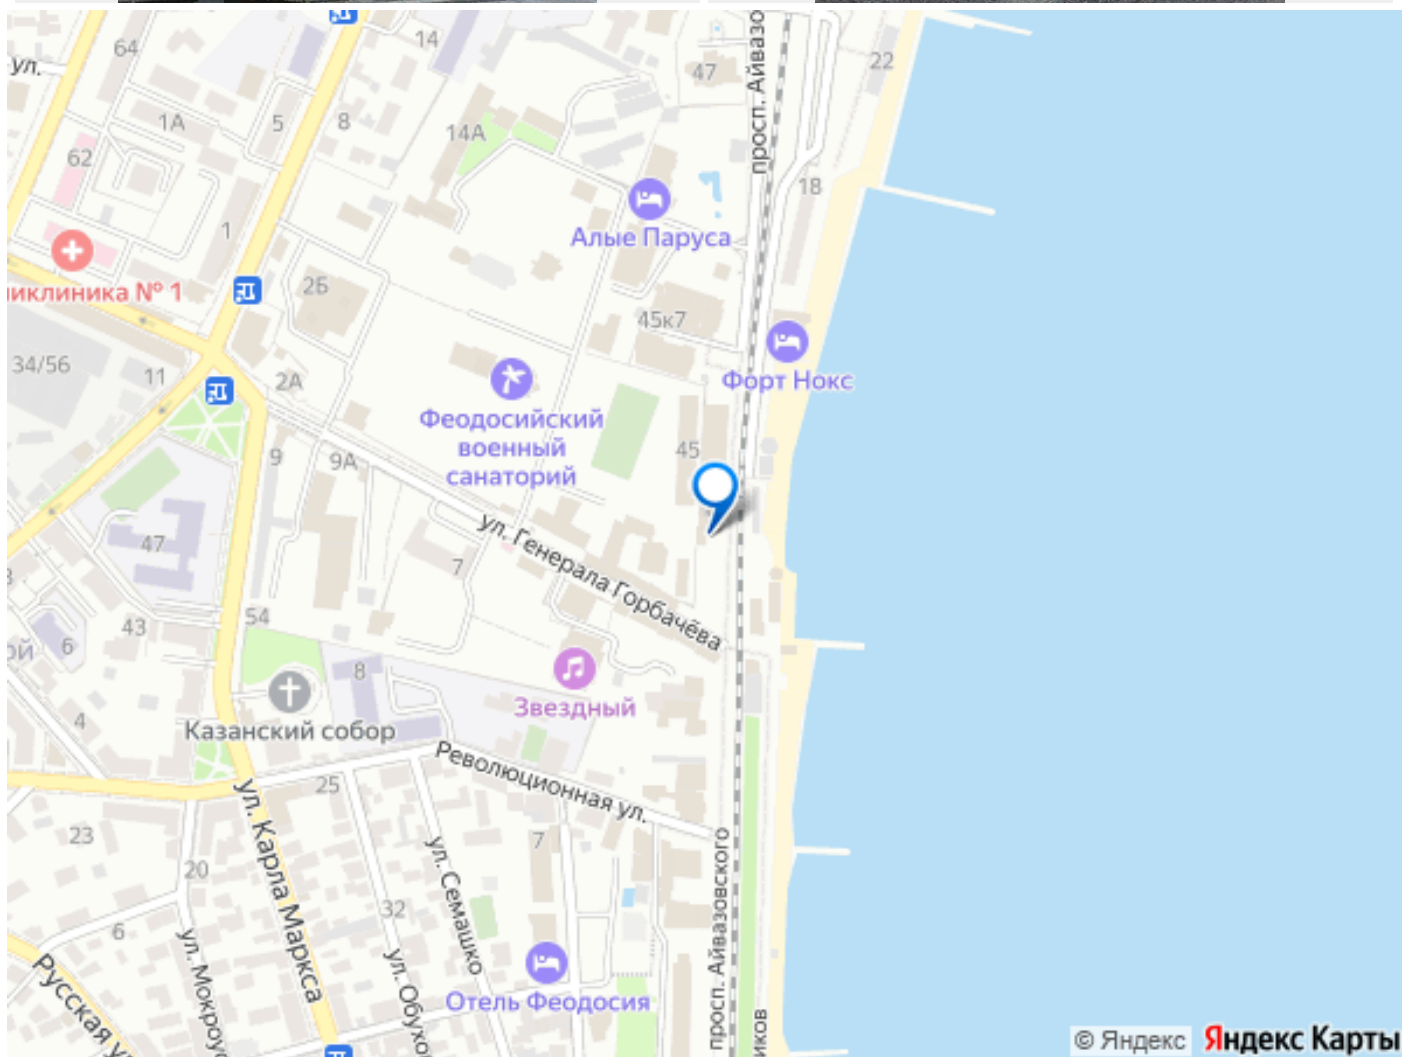 64
14
22
ул.
47
просп. Айвазо
1А
5
8
14А
62
18
1
Алые Паруса
2Б
иклиника № 1
45к7
34/56
11
2А
Форт Нокс
Феодосийский
военный
санаторий
45
9
9А
ул. Генерала Горбачёва
47
7
54
43
6
ой
8
4
Звездный
Казанский собор
Революционная ул.
25
ул. Карла Маркса
23
7
20
ул. Семашко
просп. Айвазовского
32
6
ул. Мокроус
ул. Обухо
Русская у
Отель Феодосия
иков
© Яндекс Яндекс Карты